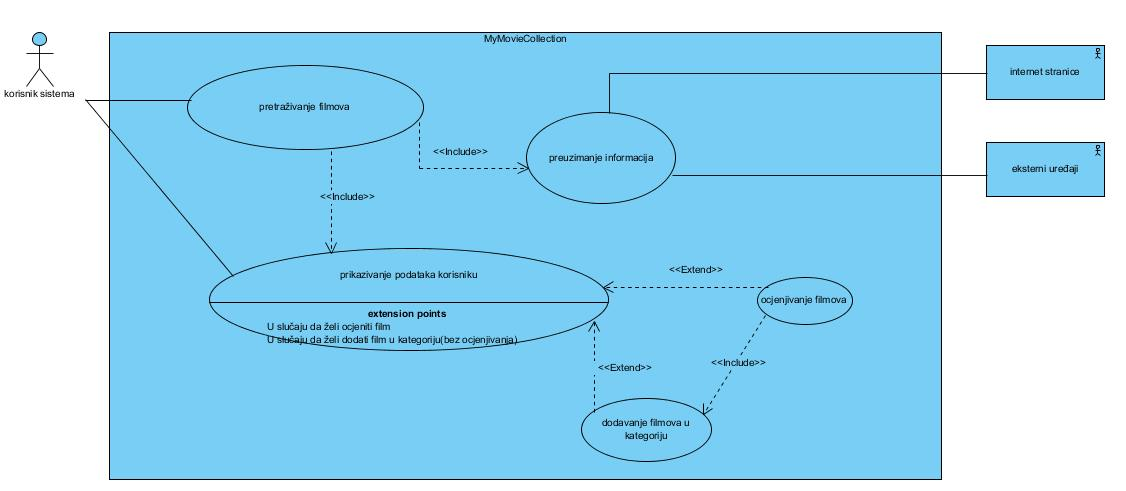 MyMovieCollection
korisnik sistema
pretraživanje filmova
<<Include>>
preuzimanje informacija
internet stranice
eksterni uređaji
<<Include>>
prikazivanje podataka korisniku
extension points
U slučaju da želi ocjeniti film
U slučaju da želi dodati film u kategoriju(bez ocjenjivanja)
<<Extend>>
ocjenjivanje filmova
<<Extend>>
<<Include>>
dodavanje filmova u
kategoriju